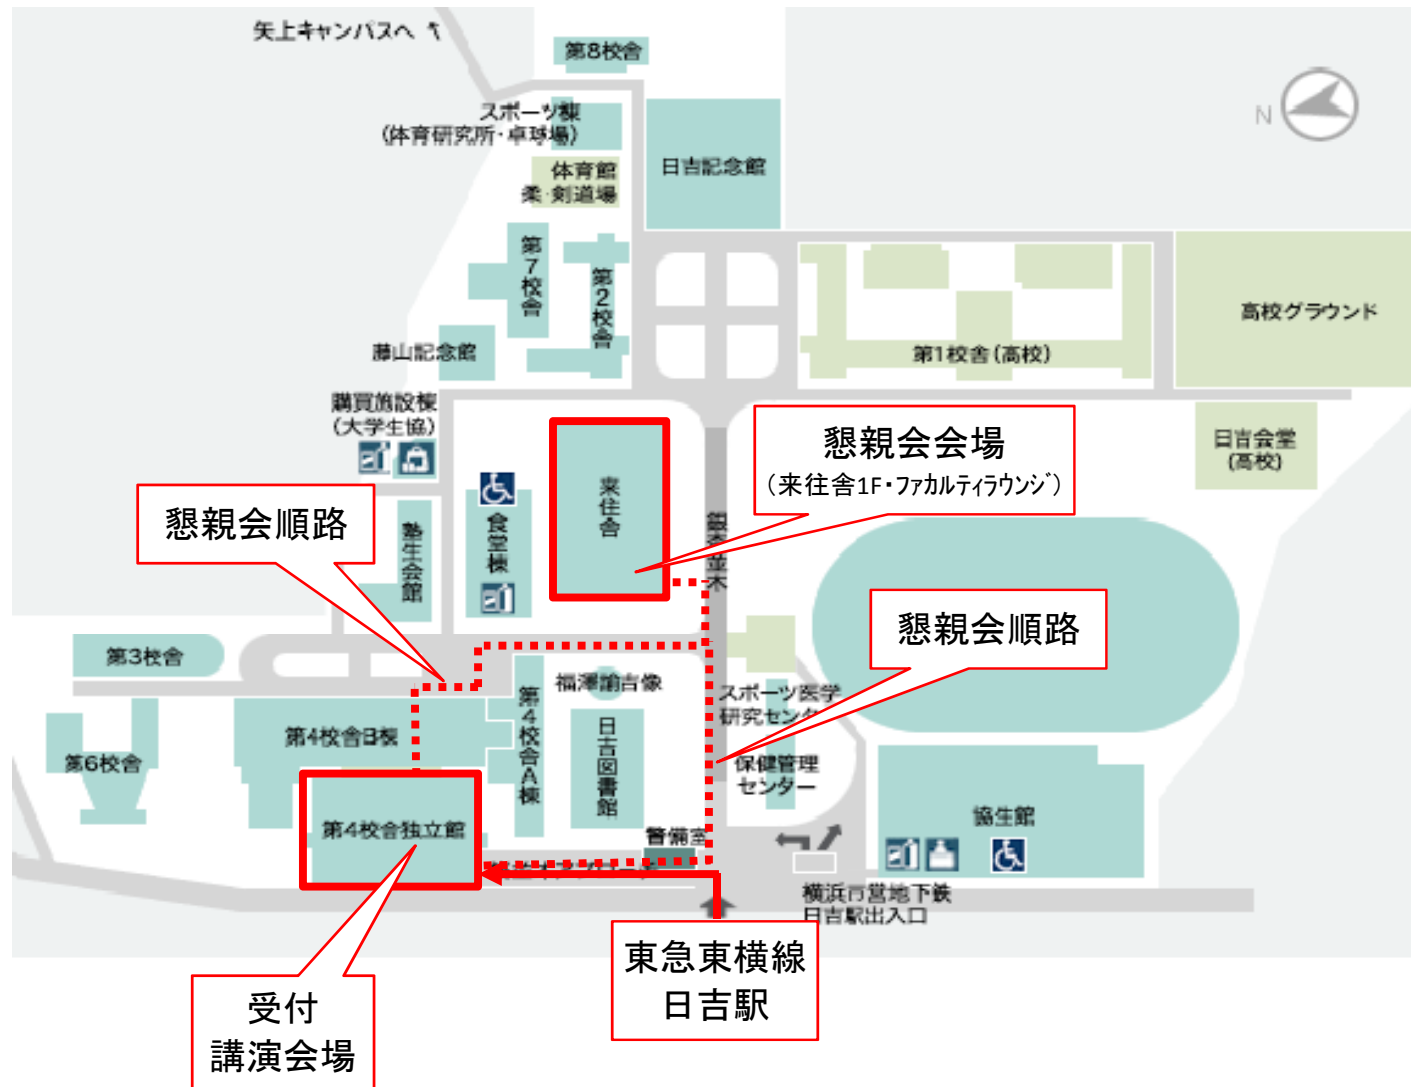 矢上キャンパスへ
第8校舎
スポーツ棟
(体育研究所・卓球場)
N
体育館
柔・剣道場
日吉記念館
第7校舎
第2校舎
高校グラウンド
藤山記念館
第1校舎(高校)
購買施設棟
(大学生協)
懇親会会場
(来往舎1F・ファカルティラウンジ)
日吉会堂
(高校)
来往舎
食堂棟
懇親会順路
塾生会館
銀杏並木
懇親会順路
第3校舎
福澤諭吉像
スポーツ医学
研究センター
第4校舎B棟
第4校舎A棟
日吉図書館
第6校舎
保健管理
センター
協生館
第4校舎独立館
警備室
横浜市営地下鉄
日吉駅出入口
東急東横線
日吉駅
受付
講演会場